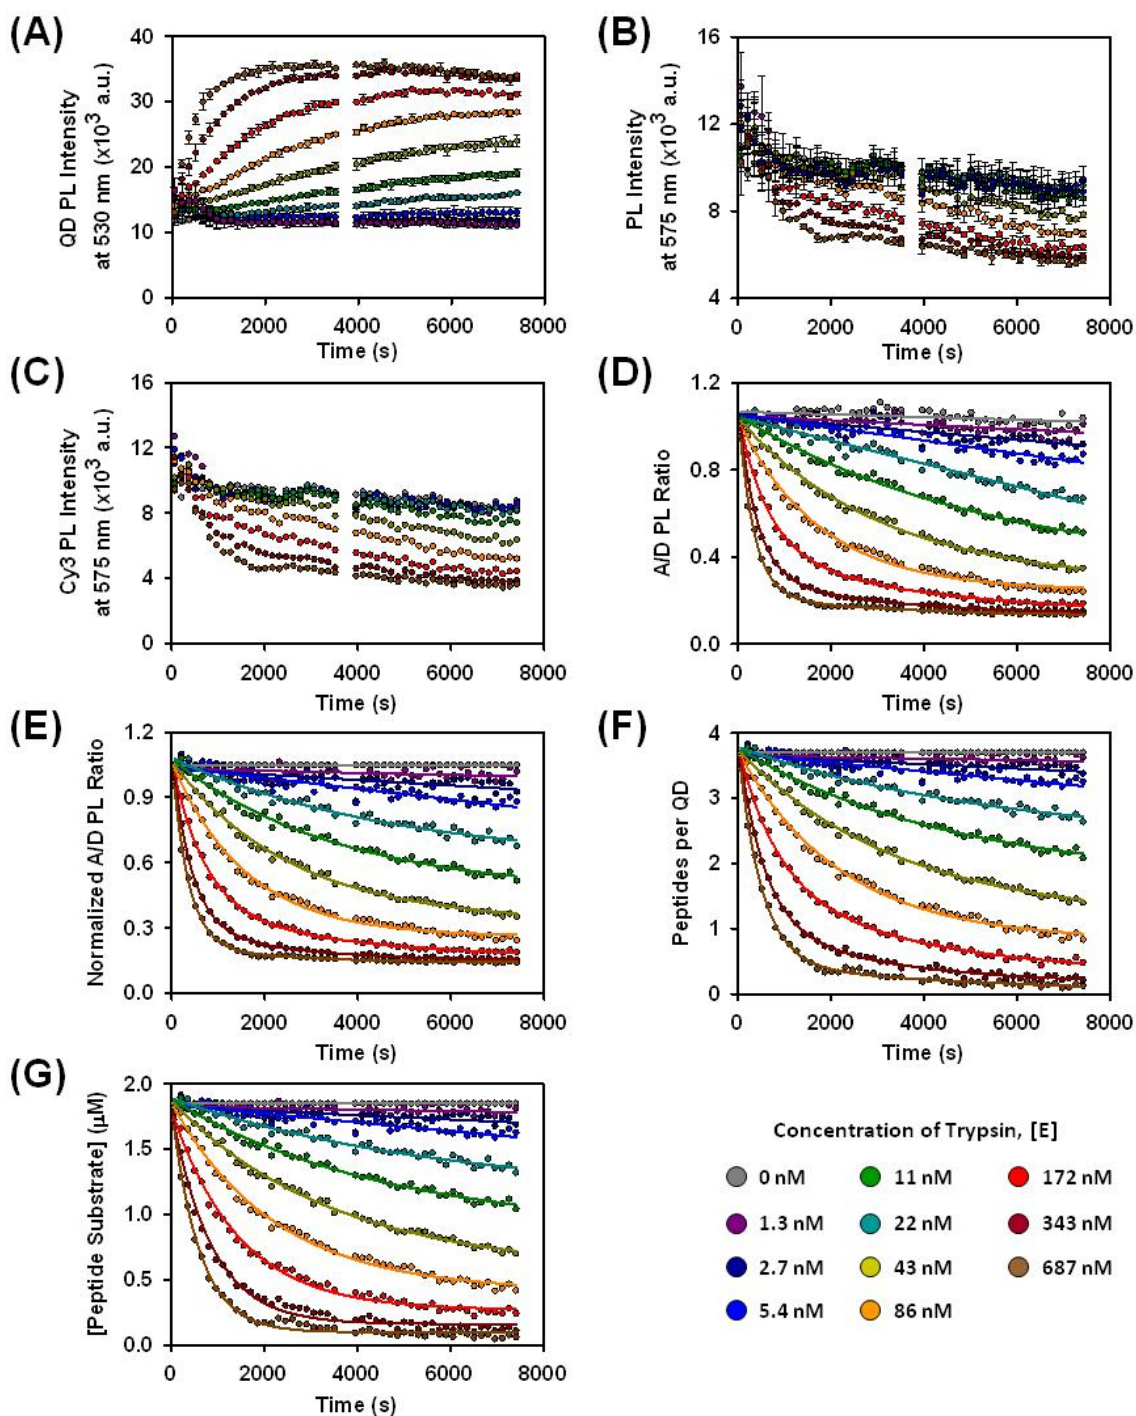 (A)
QD PL Intensity
at 530 nm (x10³ a.u.)
40
30
20
10
0
0 2000 4000 6000 8000
Time (s)
(B)
PL Intensity
at 575 nm (x10³ a.u.)
16
12
8
4
0 2000 4000 6000 8000
Time (s)
(C)
Cy3 PL Intensity
at 575 nm (x10³ a.u.)
16
12
8
4
0
0 2000 4000 6000 8000
Time (s)
(D)
A/D PL Ratio
1.2
0.8
0.4
0.0
0 2000 4000 6000 8000
Time (s)
(E)
Normalized A/D PL Ratio
1.2
0.9
0.6
0.3
0.0
0 2000 4000 6000 8000
Time (s)
(F)
Peptides per QD
4
3
2
1
0
0 2000 4000 6000 8000
Time (s)
(G)
[Peptide Substrate] (μM)
2.0
1.5
1.0
0.5
0.0
0 2000 4000 6000 8000
Time (s)
Concentration of Trypsin, [E]
0 nM 11 nM 172 nM
1.3 nM 22 nM 343 nM
2.7 nM 43 nM 687 nM
5.4 nM 86 nM